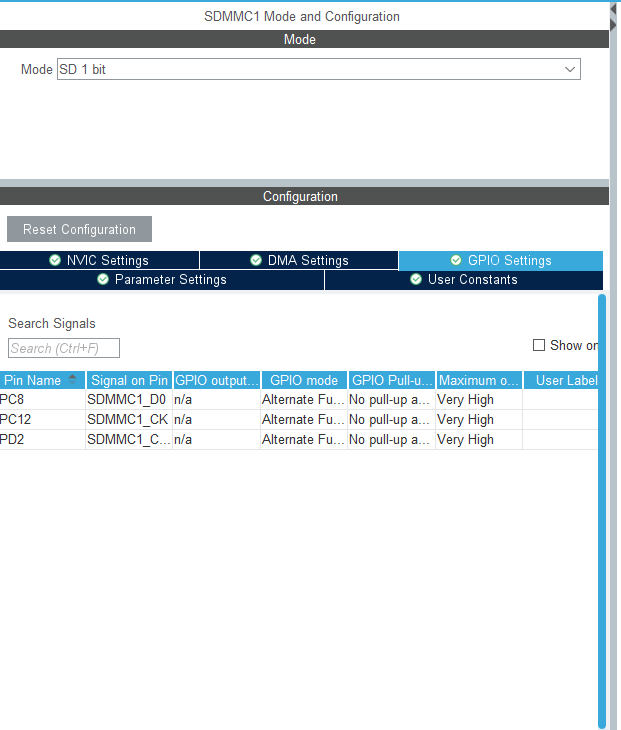 SDMMC1 Mode and Configuration
Mode
Mode SD 1 bit
Configuration
Reset Configuration
NVIC Settings DMA Settings GPIO Settings
Parameter Settings User Constants
Search Signals
Search (Ctrl+F)
Show on
Pin Name Signal on Pin GPIO output... GPIO mode GPIO Pull-u... Maximum o... User Label
PC8 SDMMC1_D0 n/a Alternate Fu... No pull-up a... Very High
PC12 SDMMC1_CK n/a Alternate Fu... No pull-up a... Very High
PD2 SDMMC1_C... n/a Alternate Fu... No pull-up a... Very High